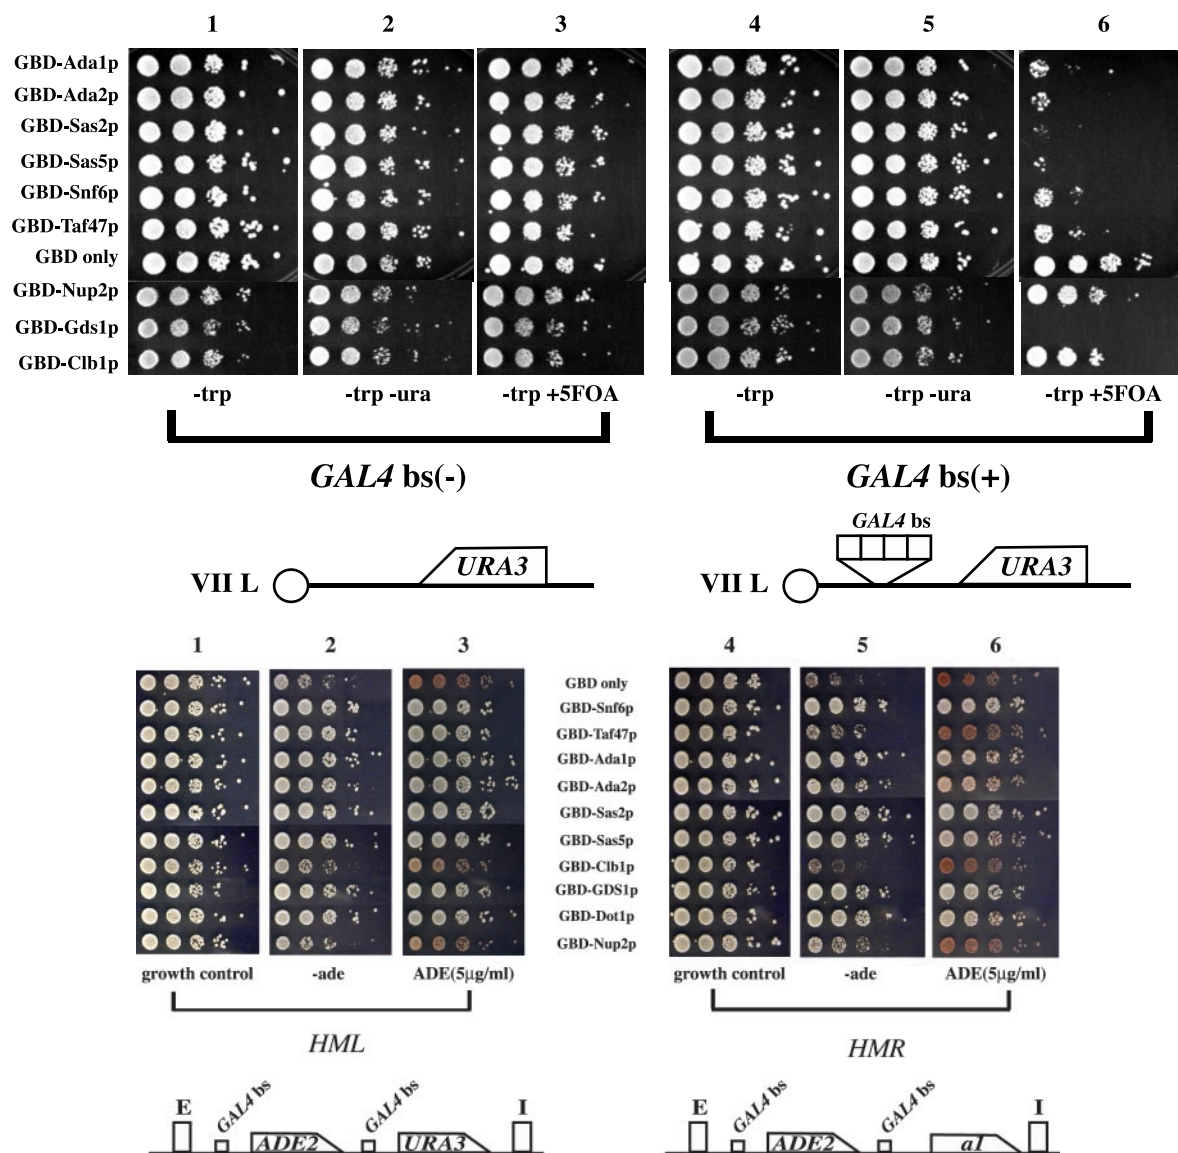 1 2 3 4 5 6
GBD-Ada1p
GBD-Ada2p
GBD-Sas2p
GBD-Sas5p
GBD-Snf6p
GBD-Taf47p
GBD only
GBD-Nup2p
GBD-Gds1p
GBD-Clb1p
-trp -trp -ura -trp +5FOA -trp -trp -ura -trp +5FOA
GAL4 bs(-) GAL4 bs(+)
GAL4 bs
VII L URA3 VII L URA3
1 2 3 4 5 6
GBD only
GBD-Snf6p
GBD-Taf47p
GBD-Ada1p
GBD-Ada2p
GBD-Sas2p
GBD-Sas5p
GBD-Clb1p
GBD-GDS1p
GBD-Dot1p
GBD-Nup2p
growth control -ade ADE(5μg/ml) growth control -ade ADE(5μg/ml)
HML HMR
E GAL4 bs GAL4 bs I E GAL4 bs GAL4 bs I
ADE2 URA3 ADE2 a1